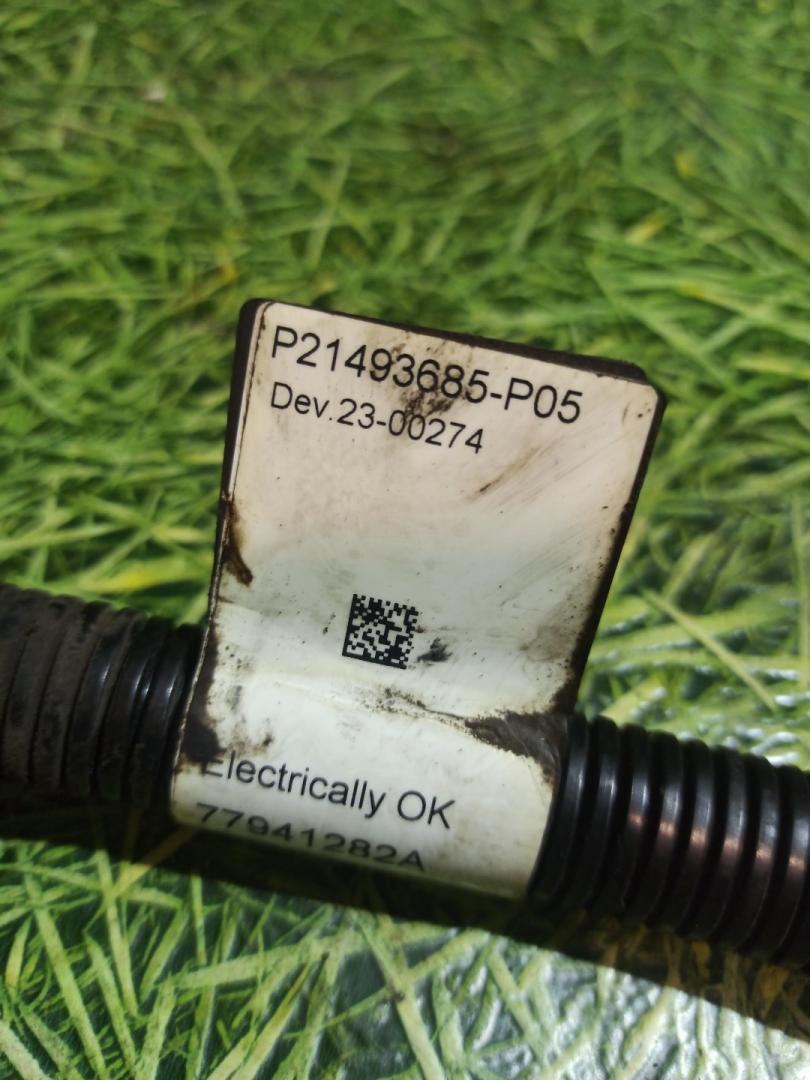 P21493685-P05
Dev.23-00274
Electrically OK
77941282A